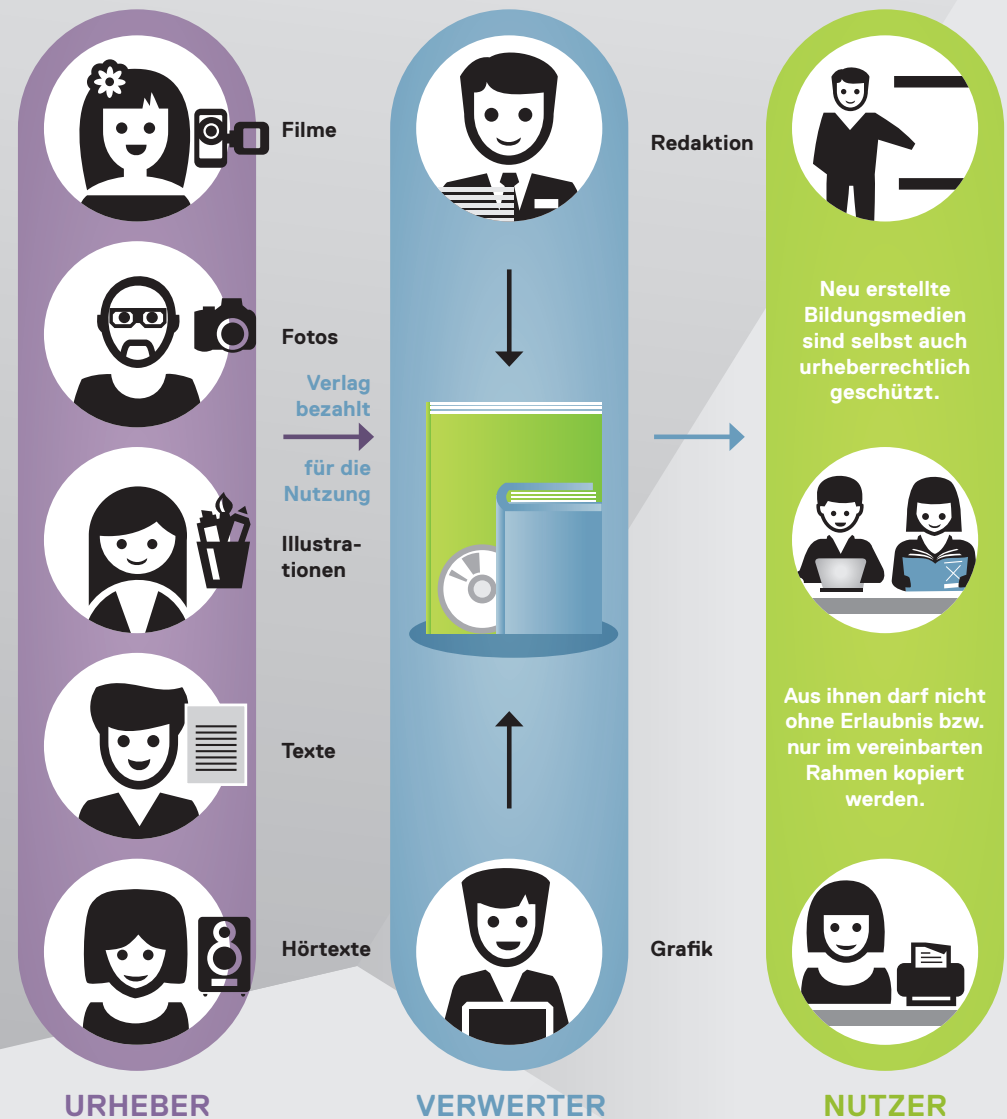 Filme
Fotos
Verlag
bezahlt
für die
Nutzung
Illustra-
tionen
Texte
Hörtexte
URHEBER
Redaktion
Grafik
VERWERTER
Neu erstellte
Bildungsmedien
sind selbst auch
urheberrechtlich
geschützt.
Aus ihnen darf nicht
ohne Erlaubnis bzw.
nur im vereinbarten
Rahmen kopiert
werden.
NUTZER